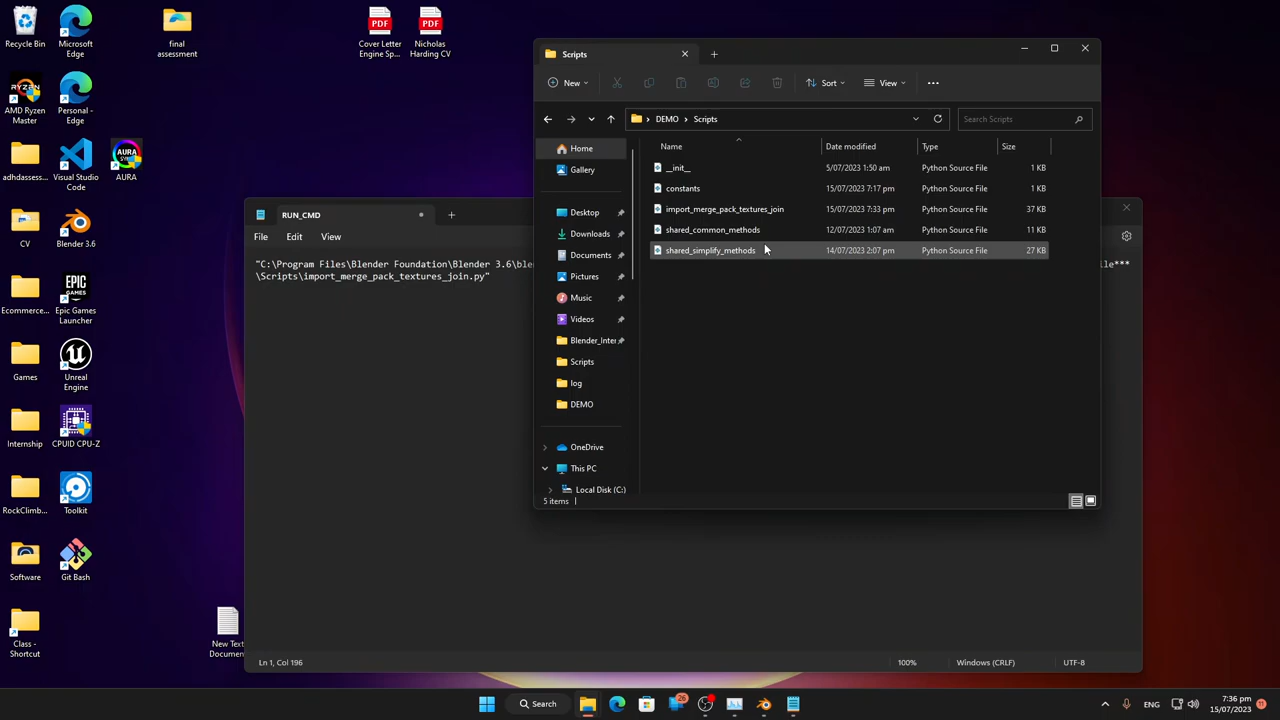 Recycle Bin
Microsoft
Edge
final
assessment
PDF
Cover Letter
Engine Sp...
PDF
Nicholas
Harding CV
RYZEN
AMD Ryzen
Master
Personal -
Edge
adhdassess...
Visual Studio
Code
AURA
CV
Blender 3.6
Ecommerce...
EPIC
GAMES
Epic Games
Launcher
Games
Unreal
Engine
Internship
CPUID CPU-Z
RockClimb...
Toolkit
Software
Git Bash
Class -
Shortcut
New Text
Documen
Scripts
New
Sort
View
DEMO
Scripts
Search Scripts
Home
Gallery
Desktop
Downloads
Documents
Pictures
Music
Videos
Blender_Inter
Scripts
log
DEMO
OneDrive
This PC
Local Disk (C:)
Name Date modified Type Size
__init__ 5/07/2023 1:50 am Python Source File 1 KB
constants 15/07/2023 7:17 pm Python Source File 1 KB
import_merge_pack_textures_join 15/07/2023 7:33 pm Python Source File 37 KB
shared_common_methods 12/07/2023 1:07 am Python Source File 11 KB
shared_simplify_methods 14/07/2023 2:07 pm Python Source File 27 KB
5 items
RUN_CMD
File Edit View
"C:\Program Files\Blender Foundation\Blender 3.6\ble
le***
\Scripts\import_merge_pack_textures_join.py"
Ln 1, Col 196
100%
Windows (CRLF)
UTF-8
Search
26
ENG
7:36 pm
15/07/2023